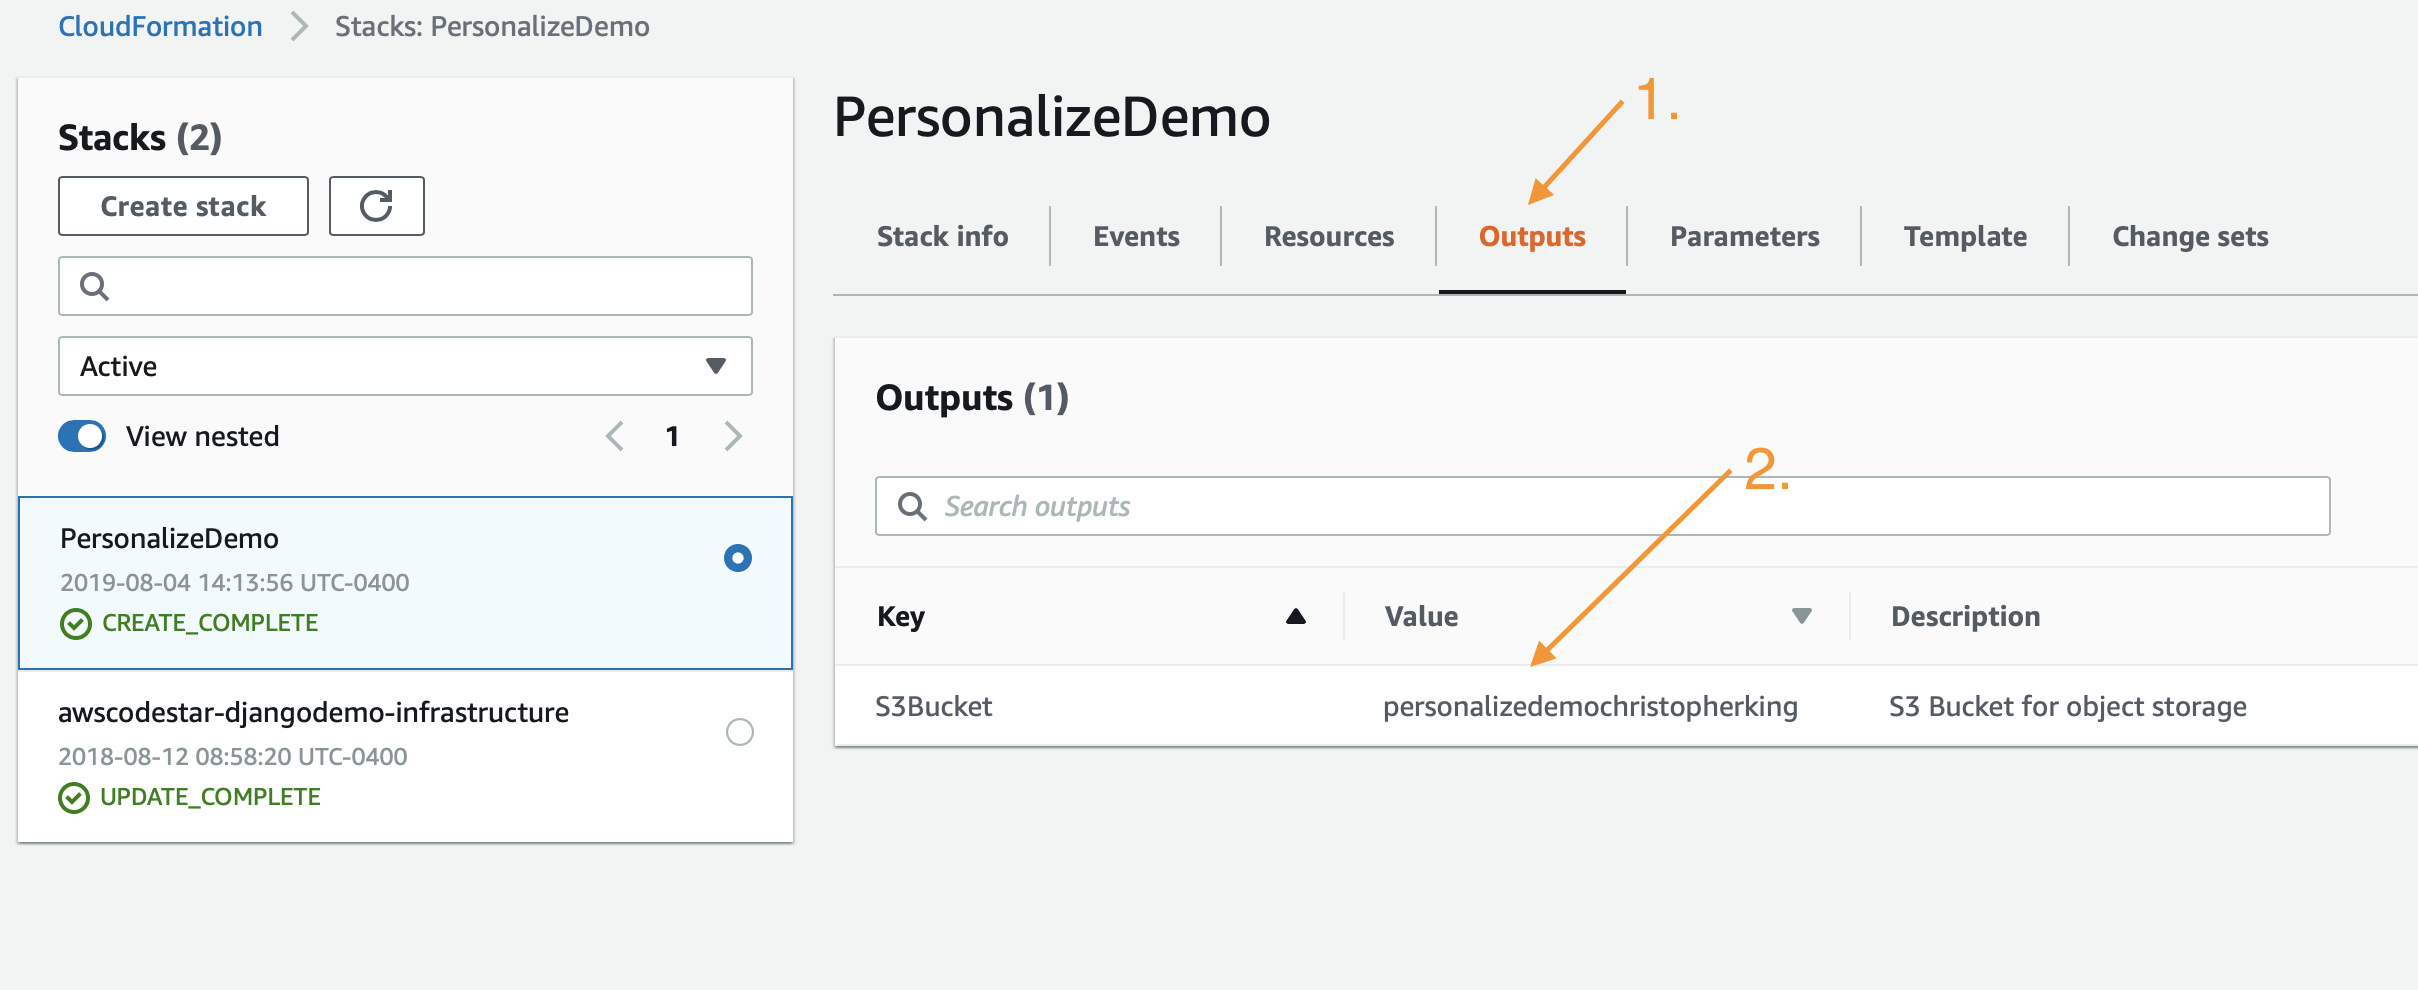 CloudFormation > Stacks: PersonalizeDemo
Stacks (2)
Create stack
Active
View nested
1
PersonalizeDemo
2019-08-04 14:13:56 UTC-0400
CREATE_COMPLETE
awscodestar-djangodemo-infrastructure
2018-08-12 08:58:20 UTC-0400
UPDATE_COMPLETE
PersonalizeDemo
1.
Stack info Events Resources Outputs Parameters Template Change sets
Outputs (1)
2.
Search outputs
Key Value Description
S3Bucket personalizedemochristopherking S3 Bucket for object storage